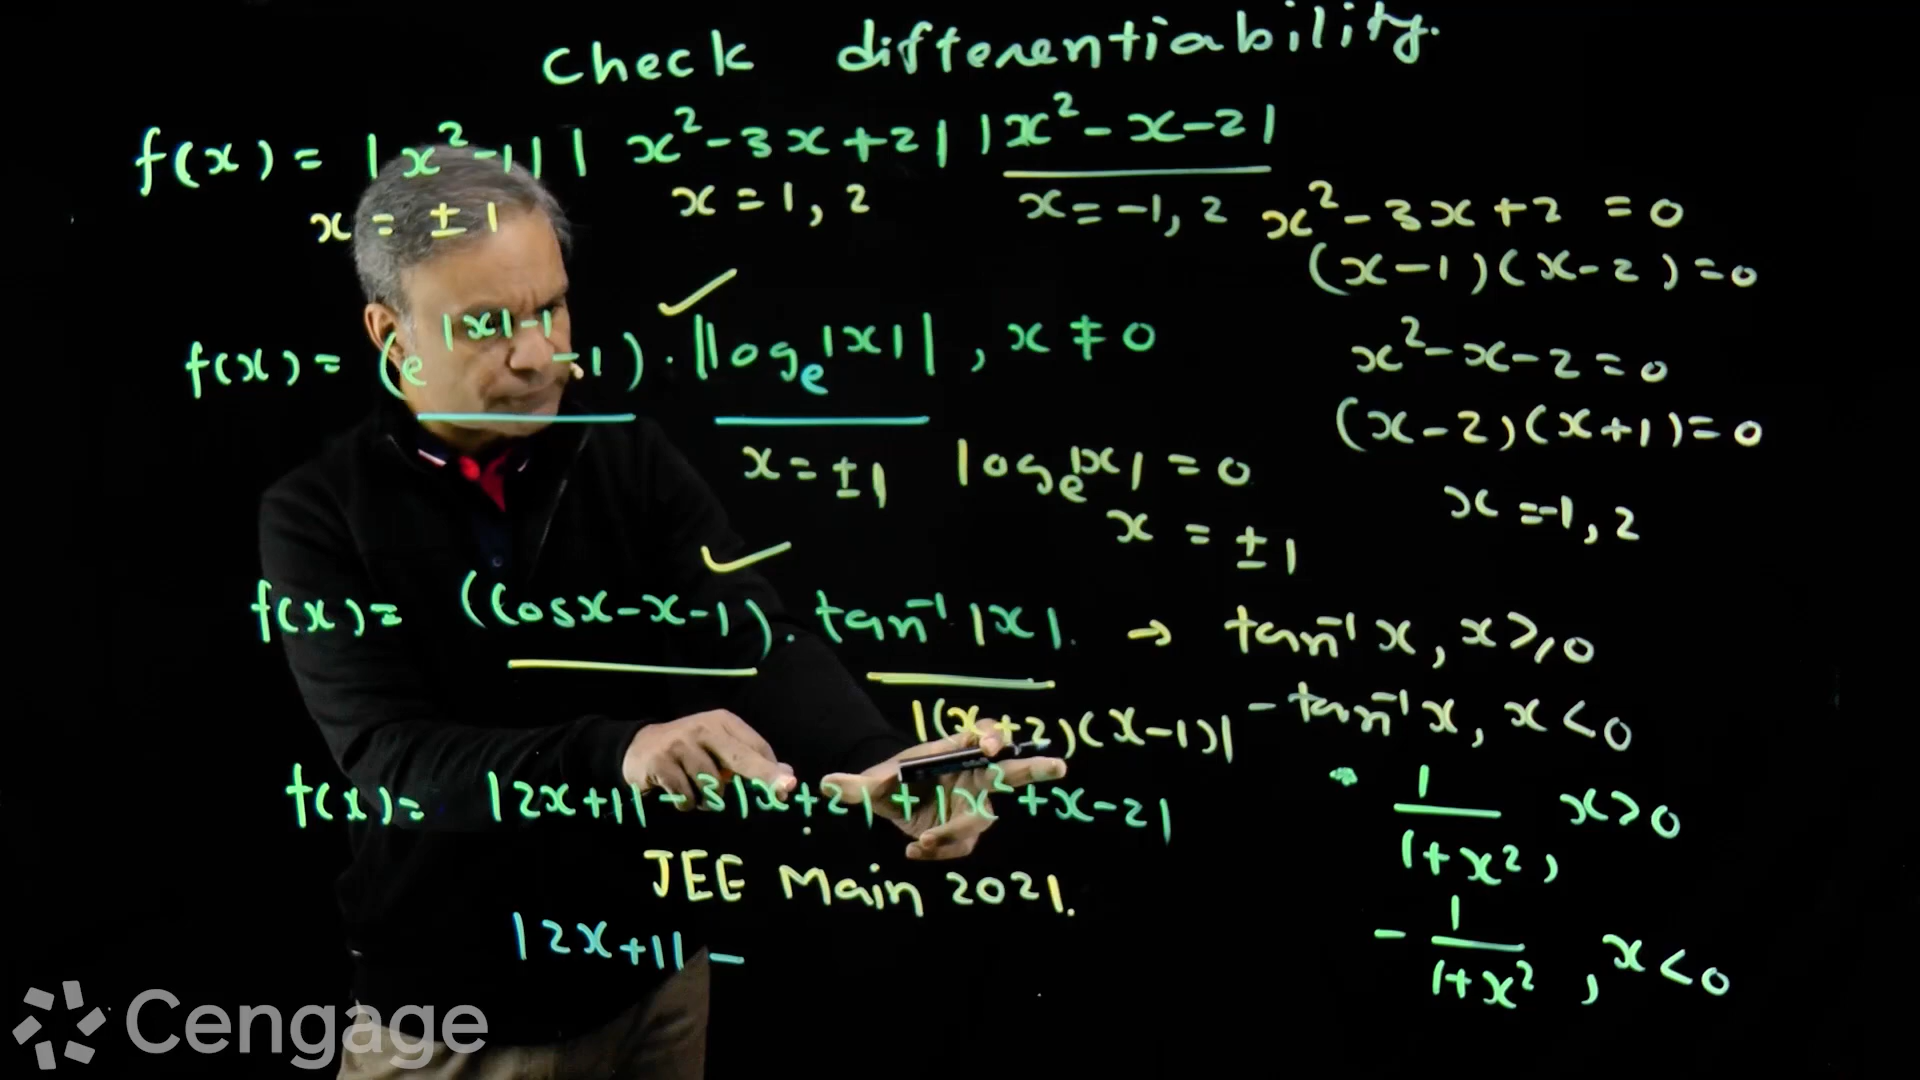 Check differentiability.
f(x) = |x²-1| | x²-3x+2| |x²-x-2|
x = ±1
x = 1, 2
x = -1, 2
x²-3x+2 = 0
(x-1)(x-2) = 0
f(x) = (e^{|x|-1}-1) . |log_e|x||, x ≠ 0
x²-x-2 = 0
(x-2)(x+1) = 0
x = ±1
log_e|x| = 0
x = ±1
x = -1, 2
f(x) = (cosx-x-1). tan⁻¹|x|. → tan⁻¹x, x ≥ 0
-tan⁻¹x, x < 0
|(x+2)(x-1)|
f(x) = |2x+1| - 3|x+2| + |x²+x-2|
1/(1+x²), x > 0
JEE Main 2021.
|2x+1| -
-1/(1+x²), x < 0
Cengage